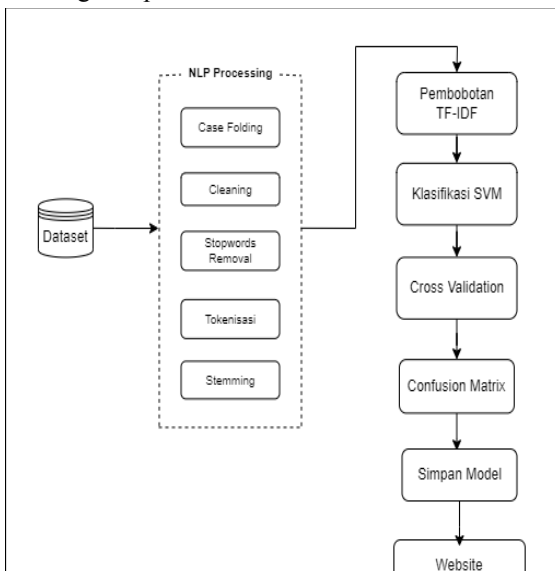 NLP Processing
Case Folding
Cleaning
Stopwords
Removal
Tokenisasi
Stemming
Dataset
Pembobotan
TF-IDF
Klasifikasi SVM
Cross Validation
Confusion Matrix
Simpan Model
Website